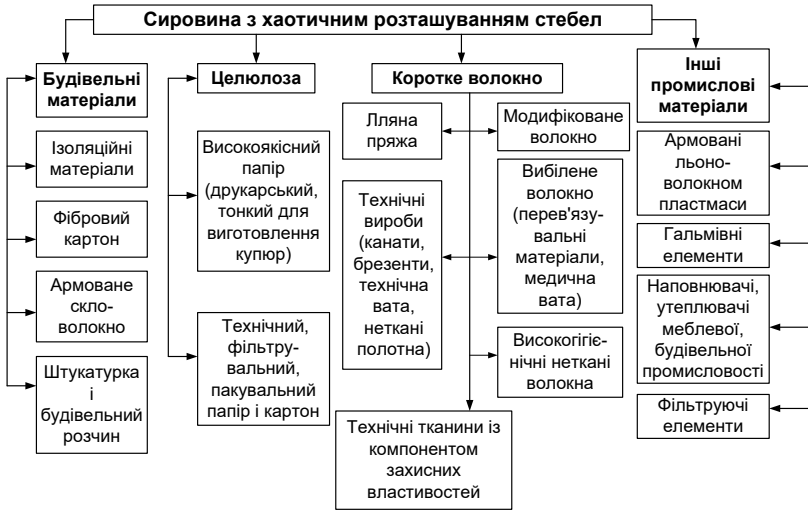 Сировина з хаотичним розташуванням стебел
Будівельні
матеріали
Ізоляційні
матеріали
Фібровий
картон
Армоване
скло-
волокно
Штукатурка
і
будівельний
розчин
Целюлоза
Високоякісний
папір
(друкарський,
тонкий для
виготовлення
купюр)
Технічний,
фільтру-
вальний,
пакувальний
папір і картон
Коротке волокно
Лляна
пряжа
Модифіковане
волокно
Технічні
вироби
(канати,
брезенти,
технічна
вата,
неткані
полотна)
Вибілене
волокно
(перев'язу-
вальні
матеріали,
медична
вата)
Високогігіє-
нічні неткані
волокна
Технічні тканини із
компонентом
захисних
властивостей
Інші
промислові
матеріали
Армовані
льоно-
волокном
пластмаси
Гальмівні
елементи
Наповнювачі,
утеплювачі
меблевої,
будівельної
промисловості
Фільтруючі
елементи